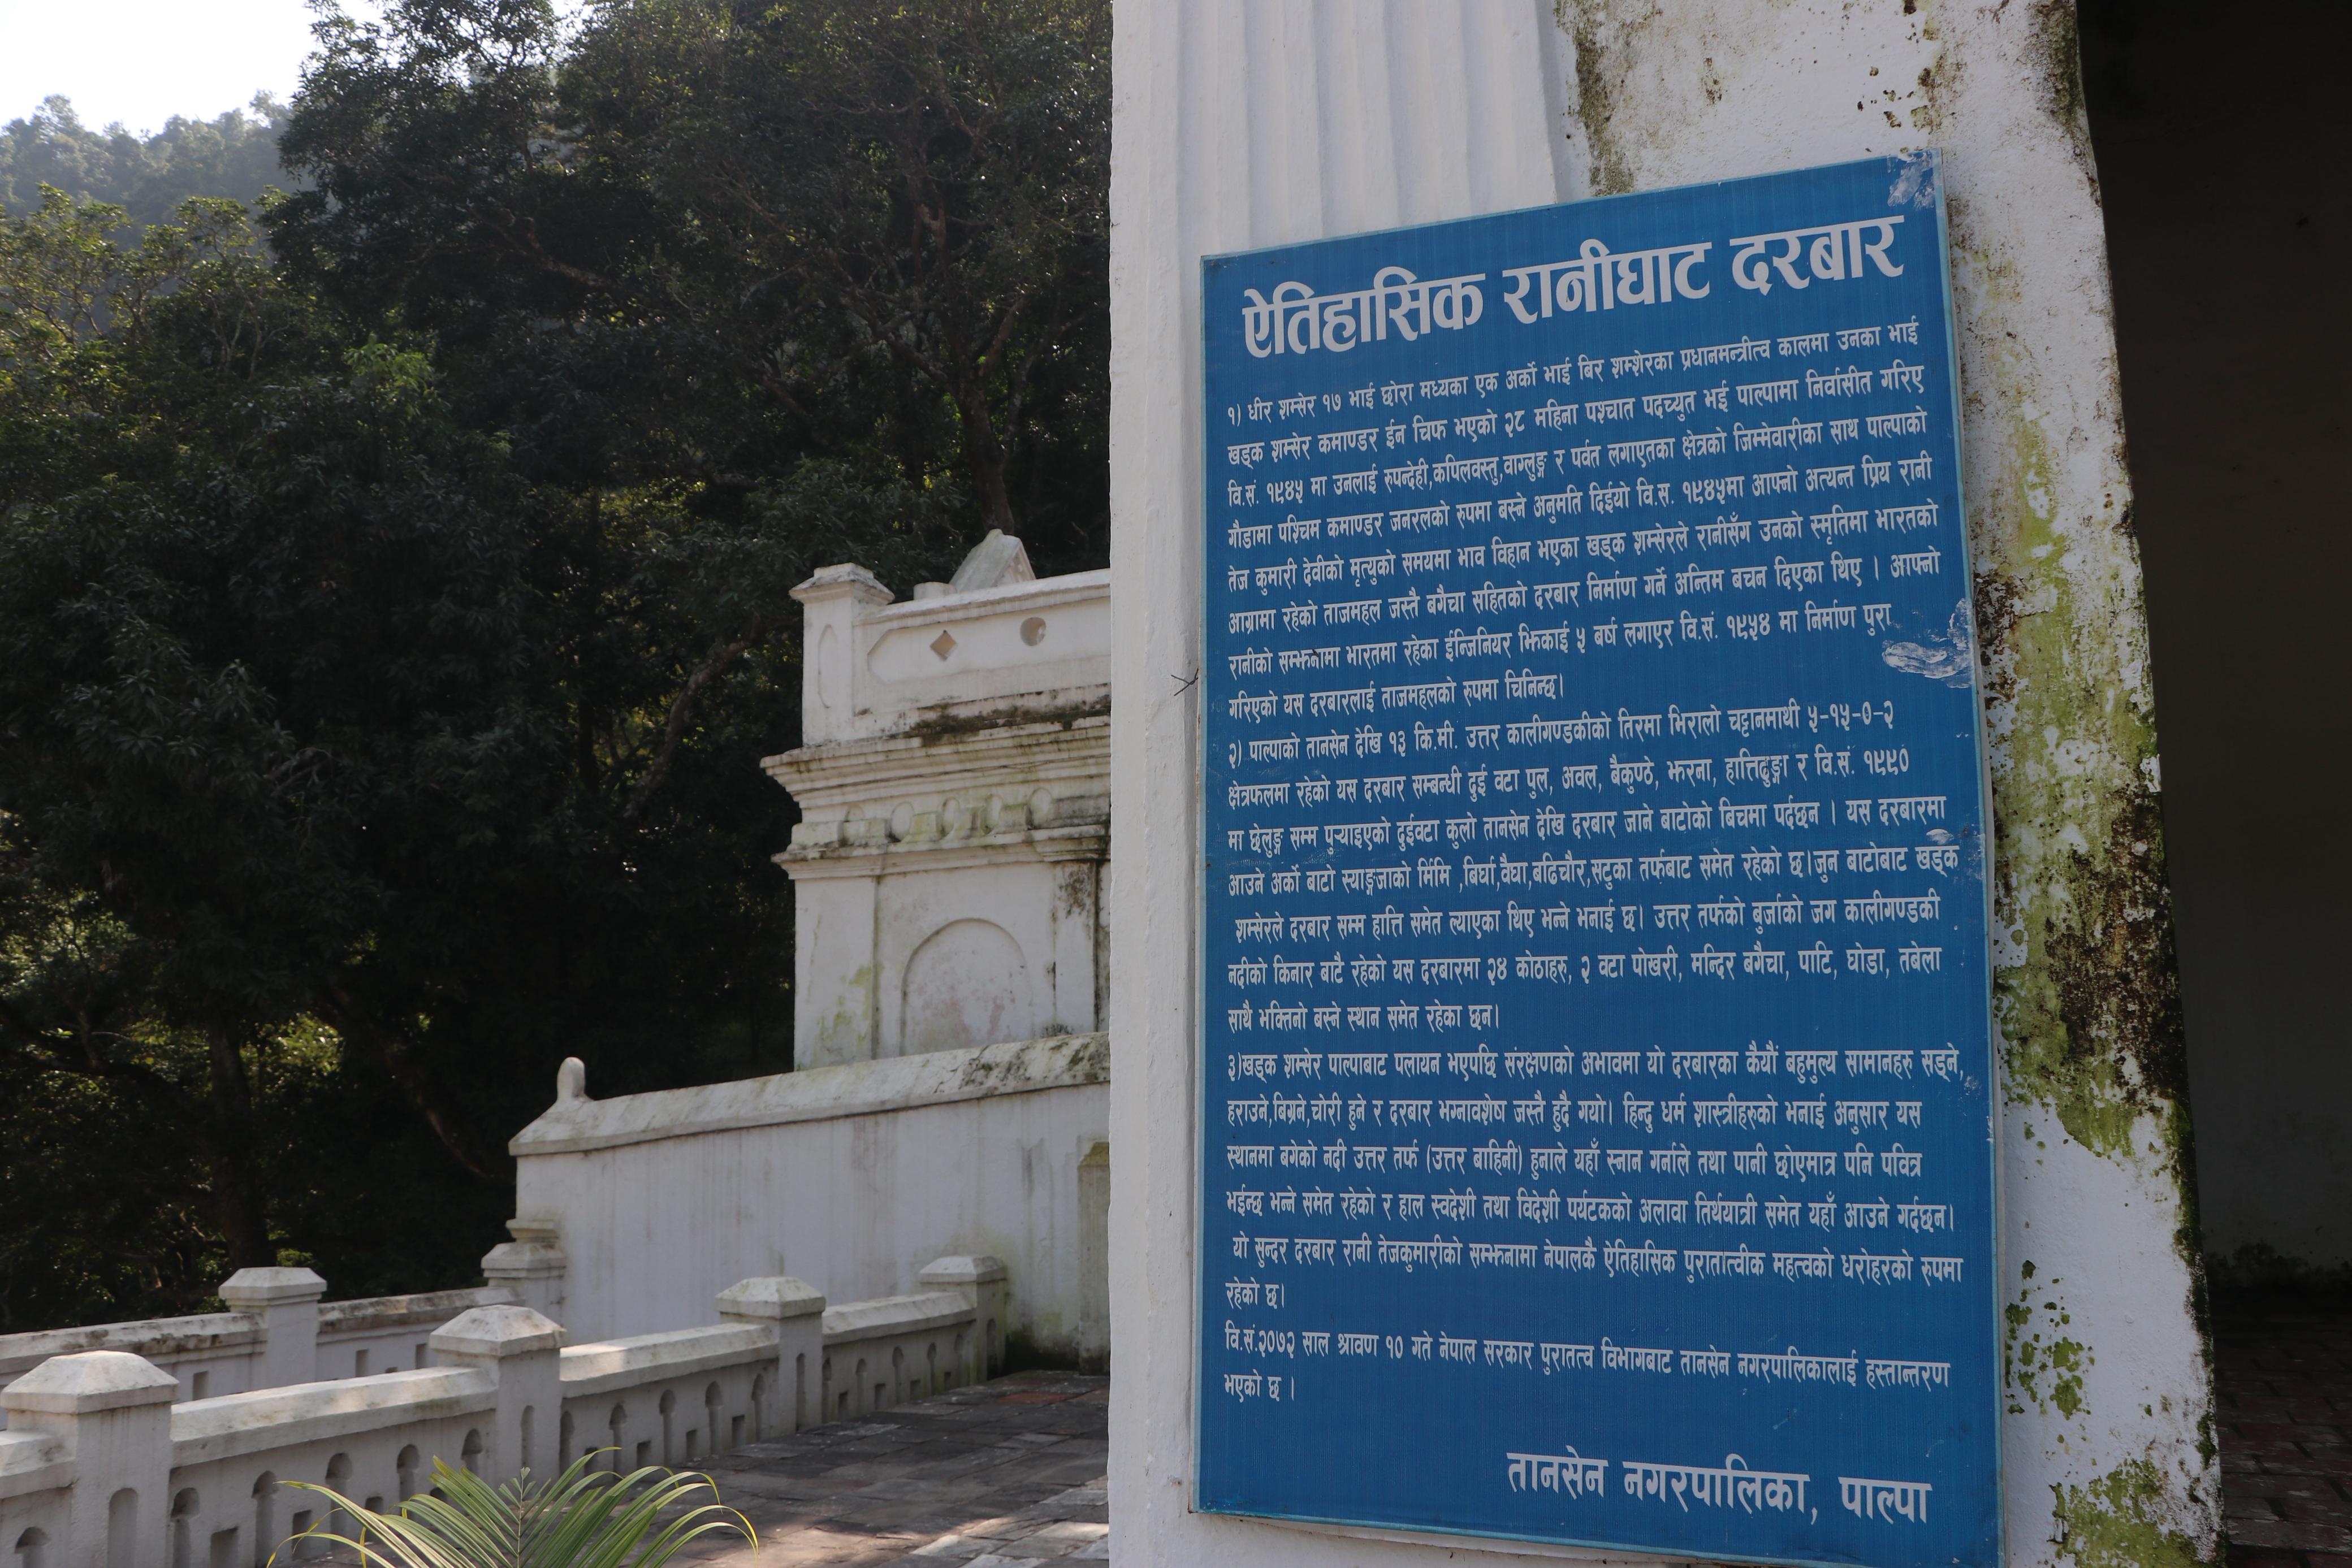 ऐतिहासिक रानीघाट दरबार
१) धीर शम्सेर १७ भाई छोरा मध्यका एक अर्को भाई बिर शम्शेरका प्रधानमन्त्रीत्व कालमा उनका भाई
खड्क शम्सेर कमाण्डर ईन चिफ भएको २८ महिना पश्चात पदच्युत भई पाल्पामा निर्वासीत गरिए
वि.सं. १९४५ मा उनलाई रुपन्देही,कपिलवस्तु,वाग्लुङ्ग र पर्वत लगाएतका क्षेत्रको जिम्मेवारीका साथ पाल्पाको
गौडामा पश्चिम कमाण्डर जनरलको रुपमा बस्ने अनुमति दिईयो वि.स. १९४५मा आफ्नो अत्यन्त प्रिय रानी
तेज कुमारी देवीको मृत्युको समयमा भाव विहान भएका खड्क शम्सेरले रानीसँग उनको स्मृतिमा भारतको
आग्रामा रहेको ताजमहल जस्तै बगैचा सहितको दरबार निर्माण गर्ने अन्तिम बचन दिएका थिए । आफ्नो
रानीको सम्झनामा भारतमा रहेका ईन्जिनियर झिकाई ५ बर्ष लगाएर वि.सं. १९५४ मा निर्माण पुरा
गरिएको यस दरबारलाई ताजमहलको रुपमा चिनिन्छ।
२) पाल्पाको तानसेन देखि १३ कि.मी. उत्तर कालीगण्डकीको तिरमा भिरालो चट्टानमाथी ५-१५-०-२
क्षेत्रफलमा रहेको यस दरबार सम्बन्धी दुई वटा पुल, अवल, बैकुण्ठे, झरना, हात्तिढुङ्गा र वि.सं. १९९०
मा छेलुङ्ग सम्म पुऱ्याइएको दुईवटा कुलो तानसेन देखि दरबार जाने बाटोको बिचमा पर्दछन । यस दरबारमा
आउने अर्को बाटो स्याङ्गजाको र्मिमि ,बिर्घा,वैघा,बढिचौर,सटुका तर्फबाट समेत रहेको छ।जुन बाटोबाट खड्क
शम्सेरले दरबार सम्म हात्ति समेत ल्याएका थिए भन्ने भनाई छ। उत्तर तर्फको बुर्जाको जग कालीगण्डकी
नदीको किनार बाटै रहेको यस दरबारमा २४ कोठाहरु, २ वटा पोखरी, मन्दिर बगैचा, पाटि, घोडा, तबेला
साथै भक्तिनो बस्ने स्थान समेत रहेका छन।
३)खड्क शम्सेर पाल्पाबाट पलायन भएपछि संरक्षणको अभावमा यो दरबारका कैयौं बहुमुल्य सामानहरु सड्ने,
हराउने,बिग्रने,चोरी हुने र दरबार भग्नावशेष जस्तै हुदै गयो। हिन्दु धर्म शास्त्रीहरुको भनाई अनुसार यस
स्थानमा बगेको नदी उत्तर तर्फ (उत्तर बाहिनी) हुनाले यहाँ स्नान गर्नाले तथा पानी छोएमात्र पनि पवित्र
भईन्छ भन्ने समेत रहेको र हाल स्वदेशी तथा विदेशी पर्यटकको अलावा तिर्थयात्री समेत यहाँ आउने गर्दछन।
यो सुन्दर दरबार रानी तेजकुमारीको सम्झनामा नेपालकै ऐतिहासिक पुरातात्वीक महत्वको धरोहरको रुपमा
रहेको छ।
वि.सं.२०७२ साल श्रावण १० गते नेपाल सरकार पुरातत्व विभागबाट तानसेन नगरपालिकालाई हस्तान्तरण
भएको छ ।
तानसेन नगरपालिका, पाल्पा